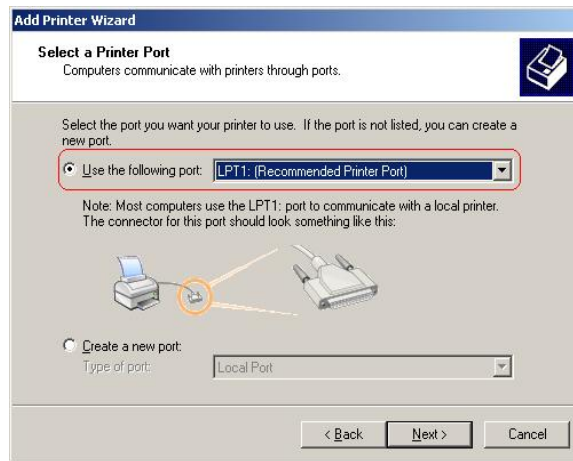 Add Printer Wizard
Select a Printer Port
Computers communicate with printers through ports.
Select the port you want your printer to use. If the port is not listed, you can create a
new port.
Use the following port: LPT1: (Recommended Printer Port)
Note: Most computers use the LPT1: port to communicate with a local printer.
The connector for this port should look something like this:
Create a new port:
Type of port: Local Port
< Back Next > Cancel